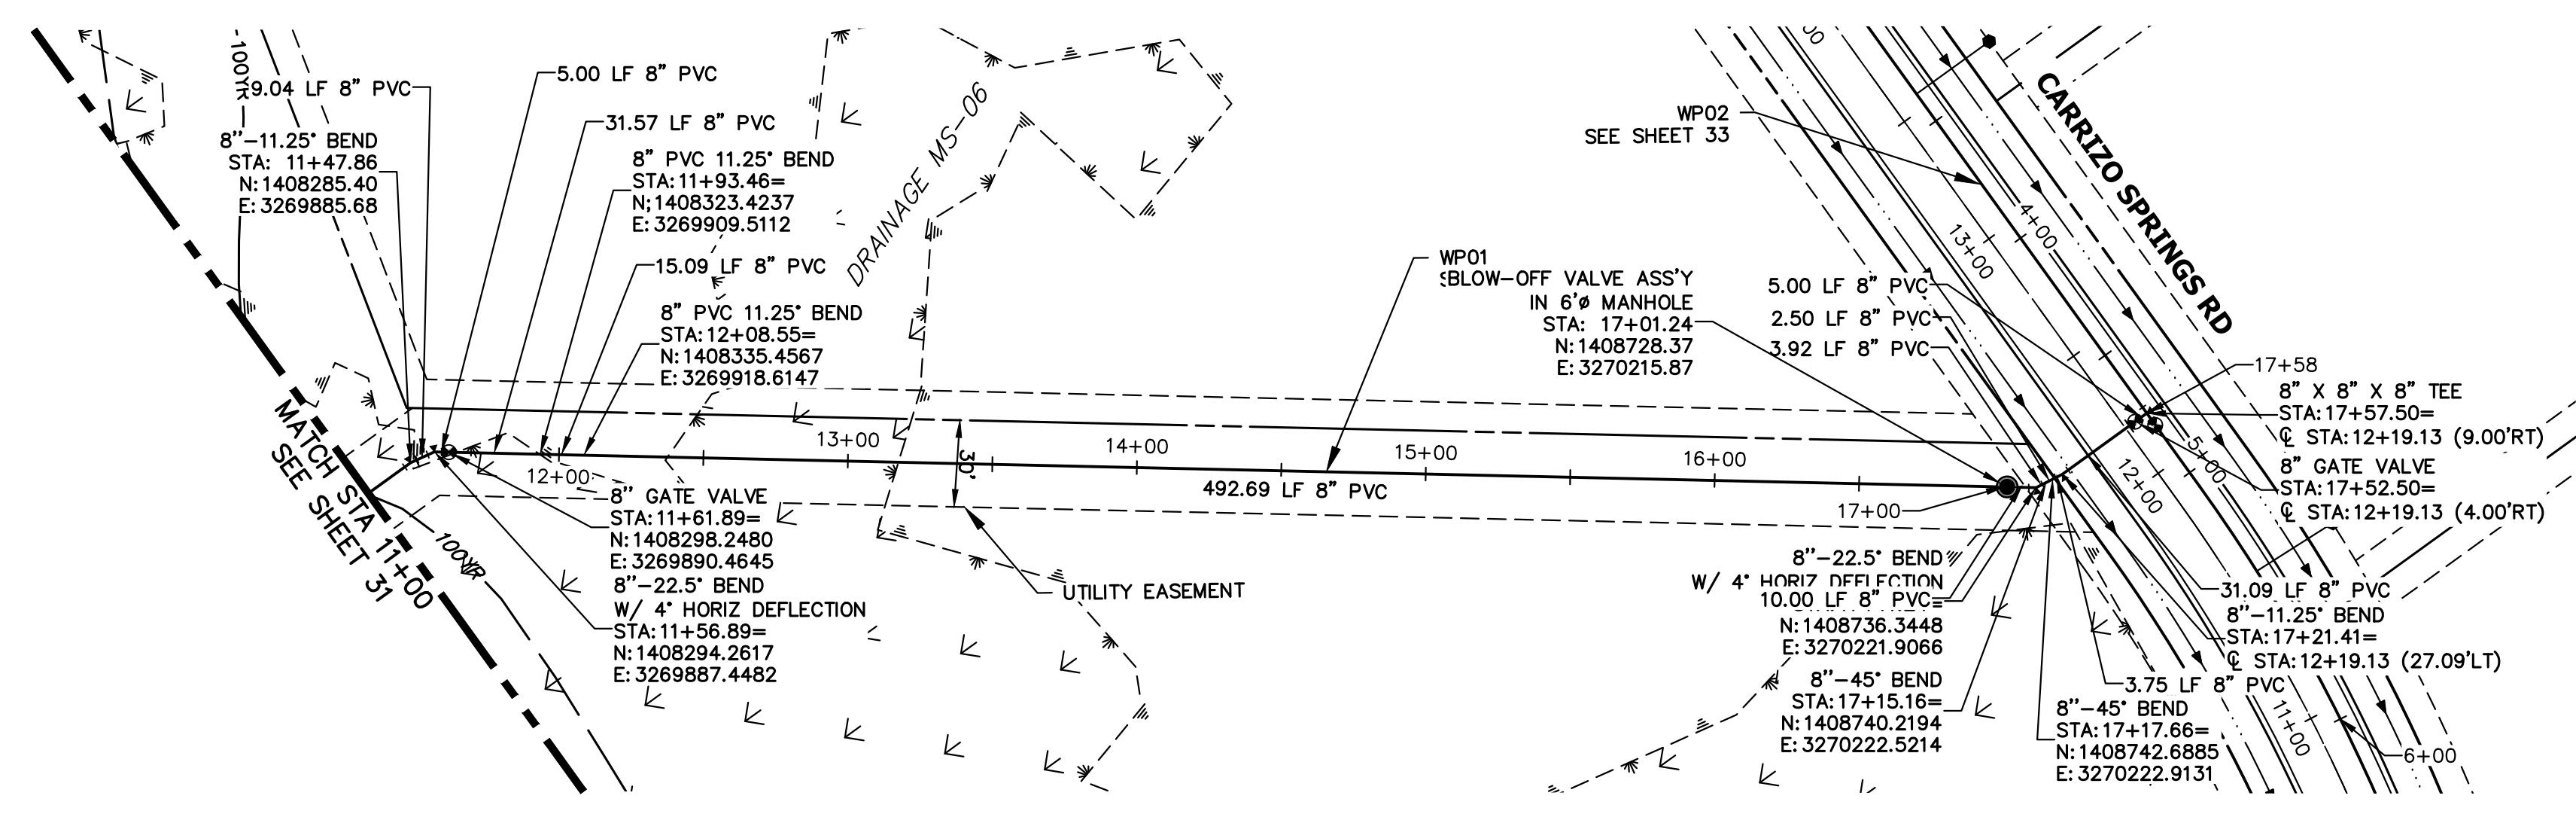 -100YR
9.04 LF 8" PVC
8"-11.25° BEND
STA: 11+47.86
N:1408285.40
E:3269885.68
5.00 LF 8" PVC
31.57 LF 8" PVC
8" PVC 11.25° BEND
STA:11+93.46=
N;1408323.4237
E:3269909.5112
15.09 LF 8" PVC
8" PVC 11.25° BEND
STA:12+08.55=
N:1408335.4567
E:3269918.6147
DRAINAGE MS-06
MATCH STA 11+00
SEE SHEET 31
100YR
12+00
13+00
14+00
15+00
16+00
17+00
30'
492.69 LF 8" PVC
8" GATE VALVE
STA:11+61.89=
N:1408298.2480
E:3269890.4645
8"-22.5° BEND
W/ 4° HORIZ DEFLECTION
STA:11+56.89=
N:1408294.2617
E:3269887.4482
UTILITY EASEMENT
WP01
BLOW-OFF VALVE ASS'Y
IN 6'ø MANHOLE
STA: 17+01.24
N:1408728.37
E:3270215.87
WP02
SEE SHEET 33
5.00 LF 8" PVC
2.50 LF 8" PVC
3.92 LF 8" PVC
CARRIZO SPRINGS RD
4+00
13+00
5+00
12+00
11+00
6+00
17+58
8" X 8" X 8" TEE
STA:17+57.50=
℄ STA:12+19.13 (9.00'RT)
8" GATE VALVE
STA:17+52.50=
℄ STA:12+19.13 (4.00'RT)
31.09 LF 8" PVC
8"-11.25° BEND
STA:17+21.41=
℄ STA:12+19.13 (27.09'LT)
3.75 LF 8" PVC
8"-45° BEND
STA:17+17.66=
N:1408742.6885
E:3270222.9131
8"-22.5° BEND
W/ 4° HORIZ DEFLECTION
10.00 LF 8" PVC
N:1408736.3448
E:3270221.9066
8"-45° BEND
STA:17+15.16=
N:1408740.2194
E:3270222.5214